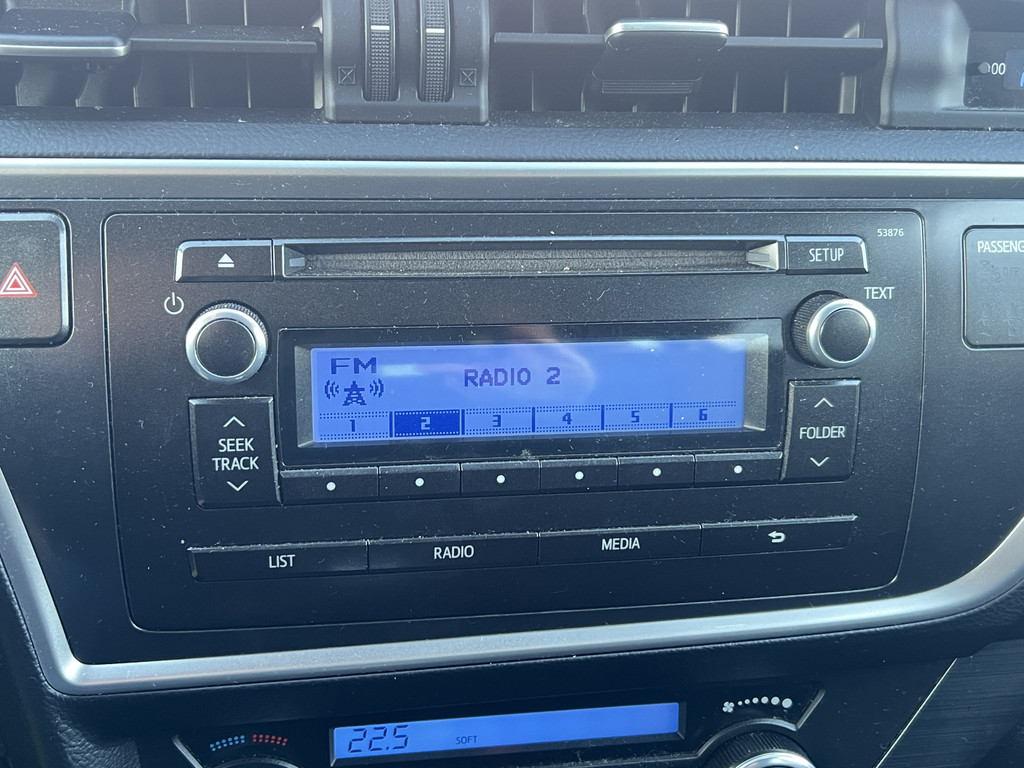 00
53876
SETUP
PASSENG
TEXT
FM
RADIO 2
1 2 3 4 5 6
SEEK
TRACK
FOLDER
LIST
RADIO
MEDIA
22.5
SOFT